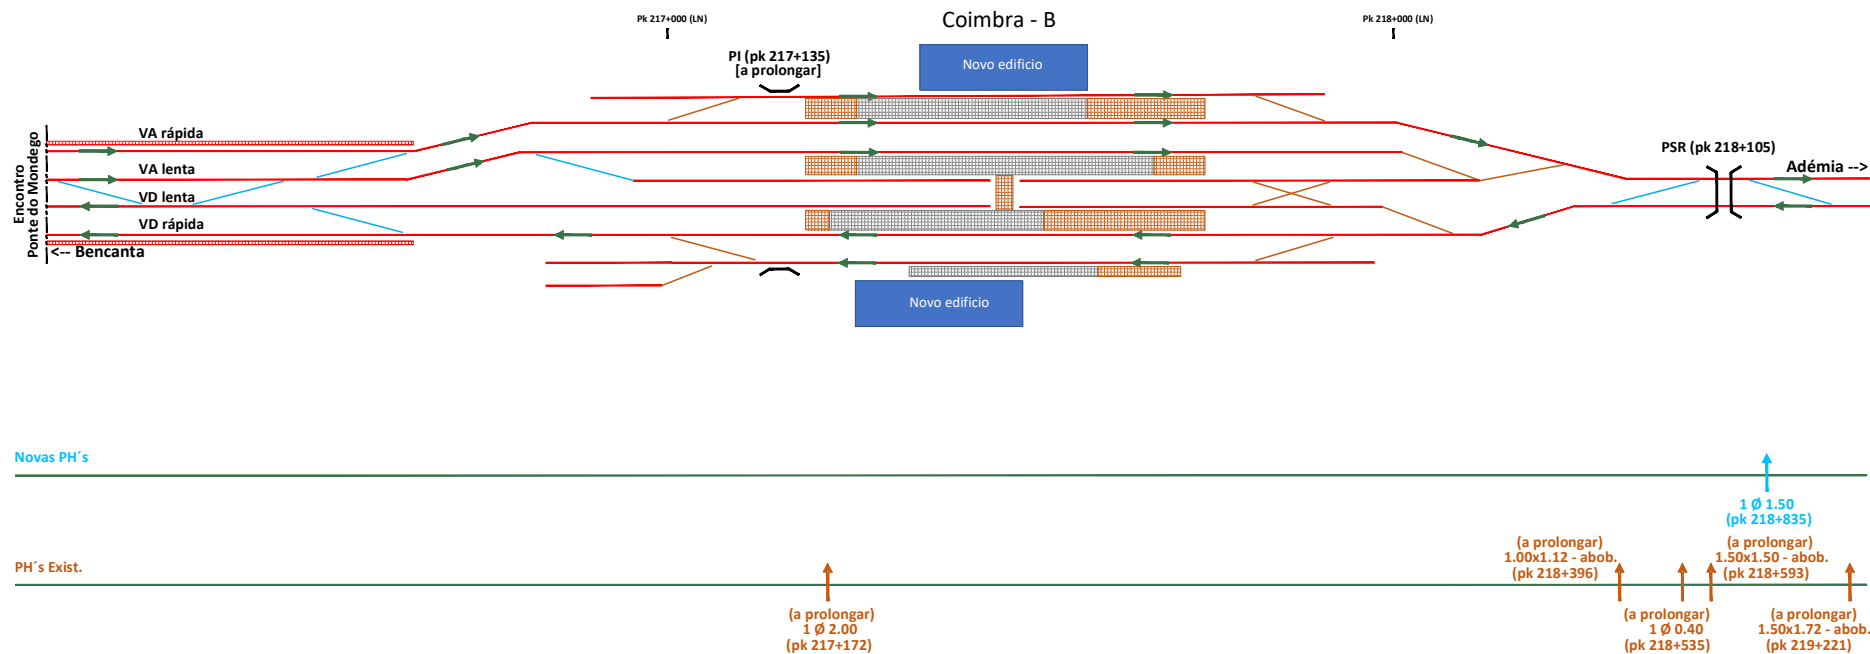 Coimbra - B
Pk 217+000 (LN)
Pk 218+000 (LN)
PI (pk 217+135)
[a prolongar]
Novo edificio
VA rápida
VA lenta
VD lenta
VD rápida
Encontro
Ponte do Mondego
<-- Bencanta
PSR (pk 218+105)
Adémia -->
Novo edificio
Novas PH´s
1 Ø 1.50
(pk 218+835)
PH´s Exist.
(a prolongar)
1 Ø 2.00
(pk 217+172)
(a prolongar)
1.00x1.12 - abob.
(pk 218+396)
(a prolongar)
1 Ø 0.40
(pk 218+535)
(a prolongar)
1.50x1.50 - abob.
(pk 218+593)
(a prolongar)
1.50x1.72 - abob.
(pk 219+221)